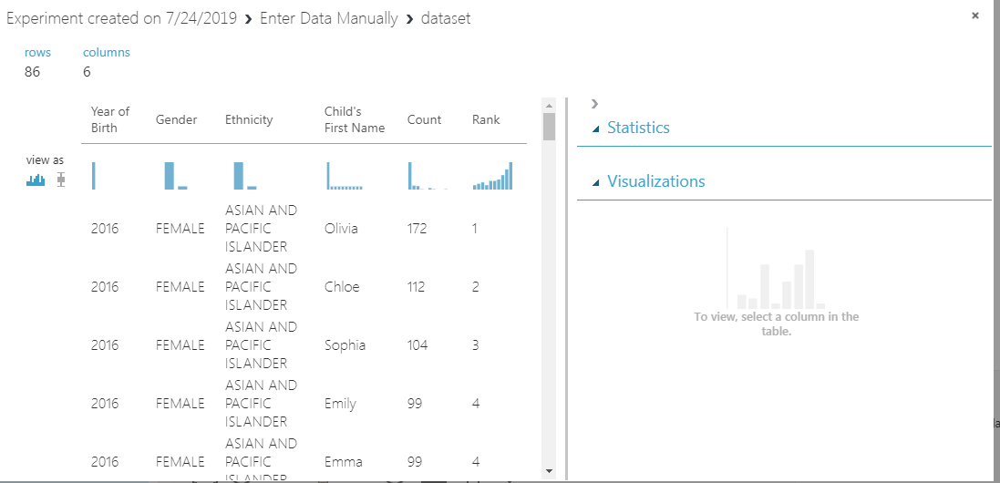 Experiment created on 7/24/2019 › Enter Data Manually › dataset
rows columns
86 6
Year of Birth Gender Ethnicity Child's First Name Count Rank
view as
2016 FEMALE ASIAN AND PACIFIC ISLANDER Olivia 172 1
2016 FEMALE ASIAN AND PACIFIC ISLANDER Chloe 112 2
2016 FEMALE ASIAN AND PACIFIC ISLANDER Sophia 104 3
2016 FEMALE ASIAN AND PACIFIC ISLANDER Emily 99 4
2016 FEMALE ASIAN AND PACIFIC ISLANDER Emma 99 4
Statistics
Visualizations
To view, select a column in the
table.